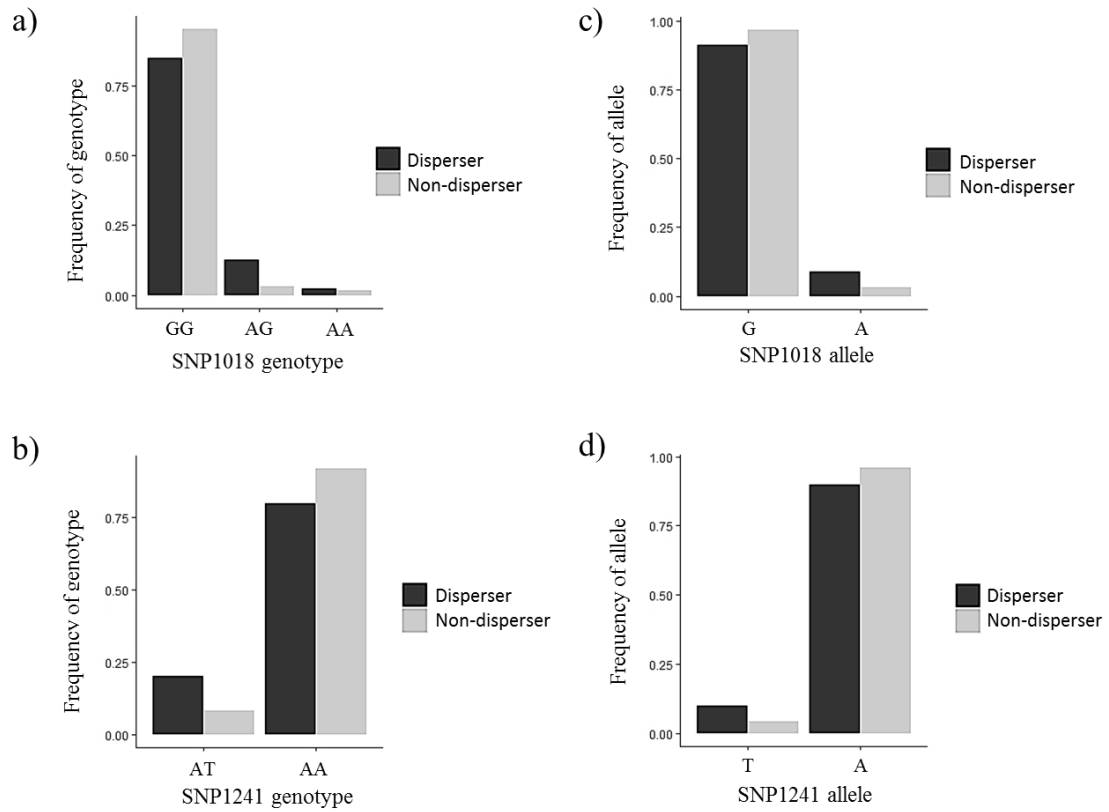 a)
Frequency of genotype
0.75
0.50
0.25
0.00
GG AG AA
SNP1018 genotype
Disperser
Non-disperser
c)
Frequency of allele
1.00
0.75
0.50
0.25
0.00
G A
SNP1018 allele
Disperser
Non-disperser
b)
Frequency of genotype
0.75
0.50
0.25
0.00
AT AA
SNP1241 genotype
Disperser
Non-disperser
d)
Frequency of allele
1.00
0.75
0.50
0.25
0.00
T A
SNP1241 allele
Disperser
Non-disperser